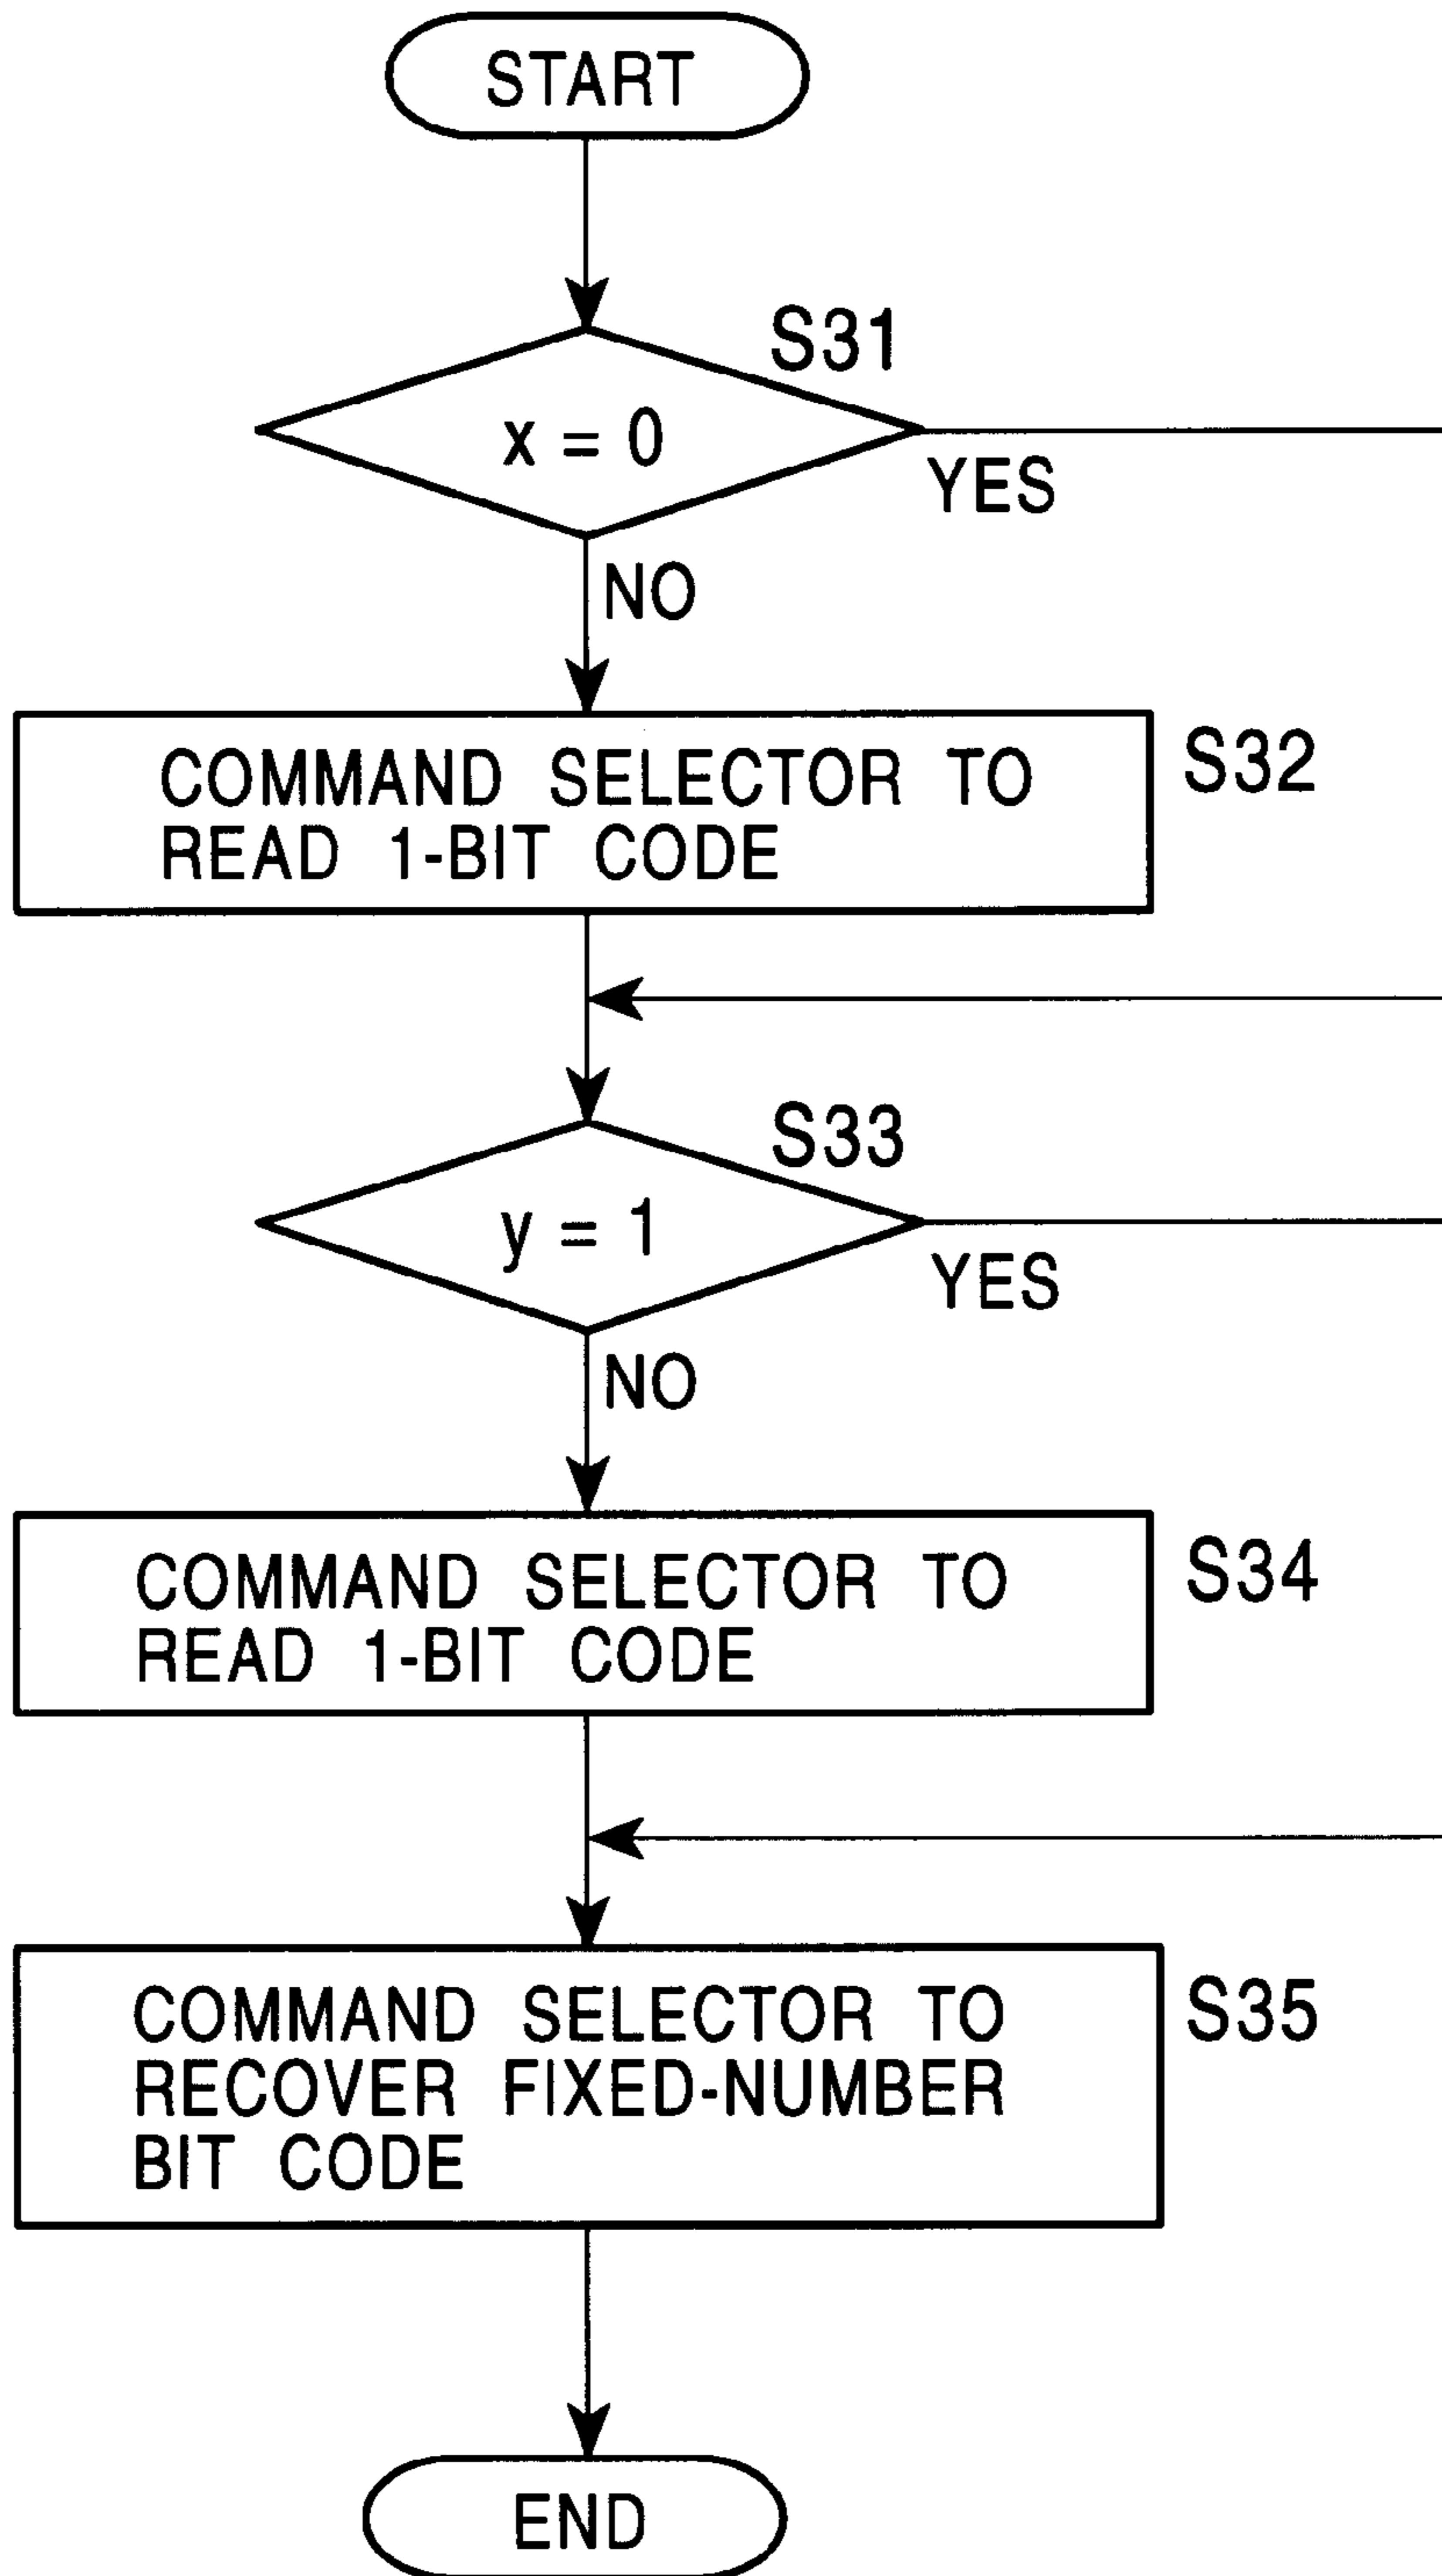 START
S31
x = 0
YES
NO
COMMAND SELECTOR TO
READ 1-BIT CODE
S32
S33
y = 1
YES
NO
COMMAND SELECTOR TO
READ 1-BIT CODE
S34
COMMAND SELECTOR TO
RECOVER FIXED-NUMBER
BIT CODE
S35
END